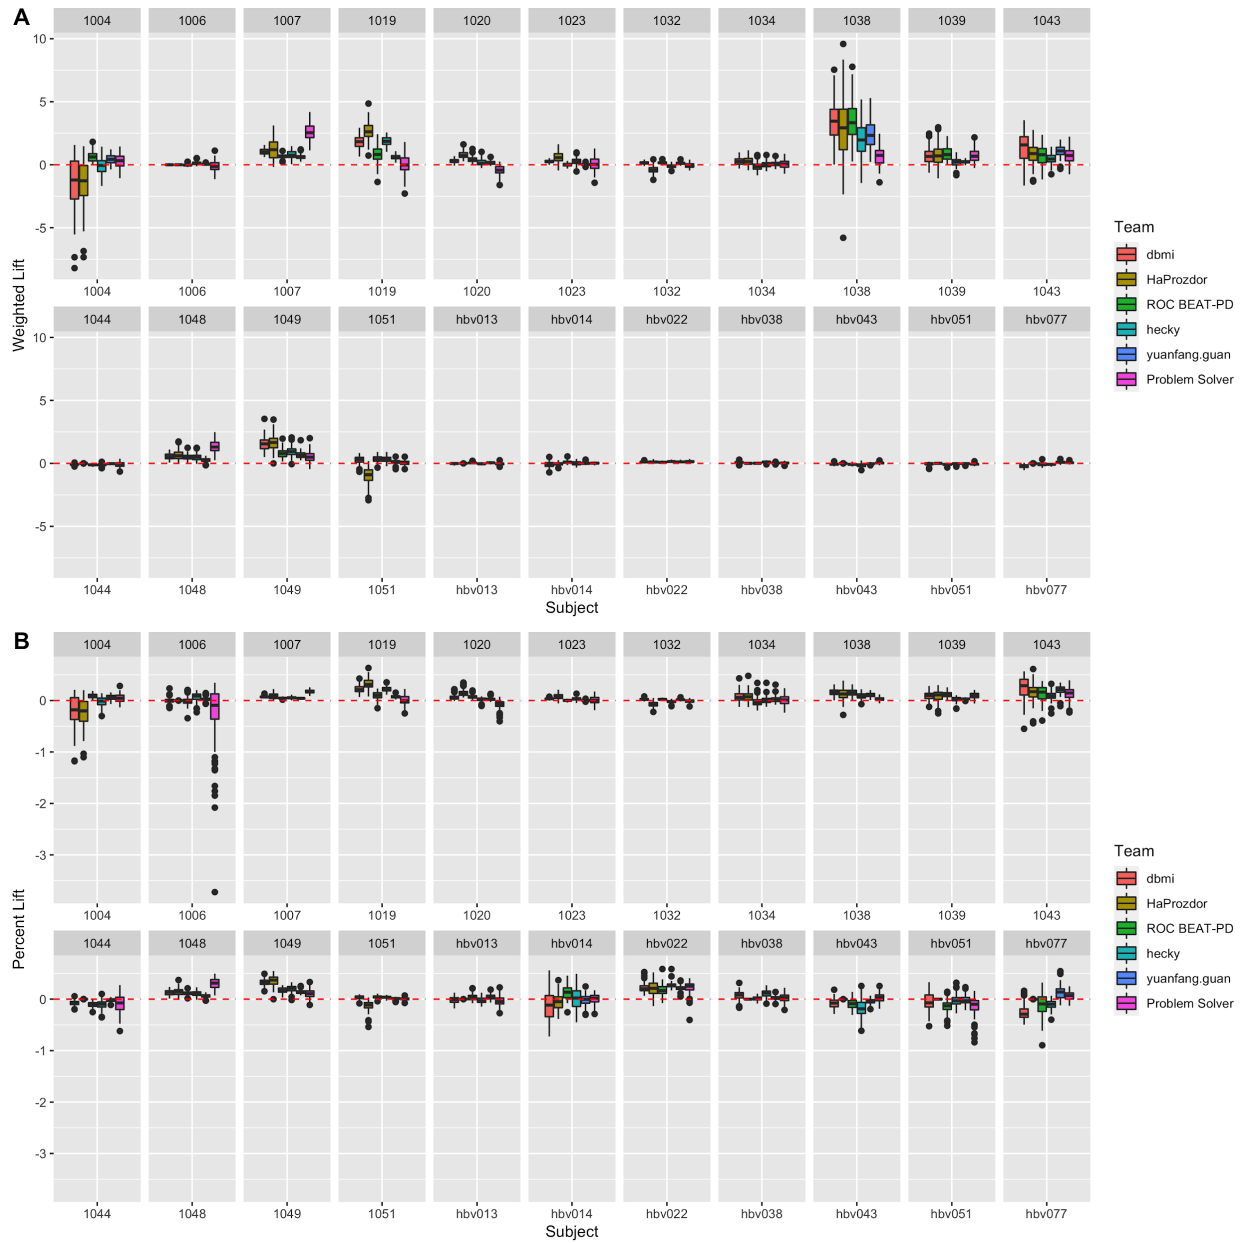 A
1004 1006 1007 1019 1020 1023 1032 1034 1038 1039 1043
10
5
0
-5
1004 1006 1007 1019 1020 1023 1032 1034 1038 1039 1043
1044 1048 1049 1051 hbv013 hbv014 hbv022 hbv038 hbv043 hbv051 hbv077
10
5
0
-5
1044 1048 1049 1051 hbv013 hbv014 hbv022 hbv038 hbv043 hbv051 hbv077
Weighted Lift
Subject
Team
dbmi
HaProzdor
ROC BEAT-PD
hecky
yuanfang.guan
Problem Solver
B
1004 1006 1007 1019 1020 1023 1032 1034 1038 1039 1043
0
-1
-2
-3
1004 1006 1007 1019 1020 1023 1032 1034 1038 1039 1043
1044 1048 1049 1051 hbv013 hbv014 hbv022 hbv038 hbv043 hbv051 hbv077
0
-1
-2
-3
1044 1048 1049 1051 hbv013 hbv014 hbv022 hbv038 hbv043 hbv051 hbv077
Percent Lift
Subject
Team
dbmi
HaProzdor
ROC BEAT-PD
hecky
yuanfang.guan
Problem Solver